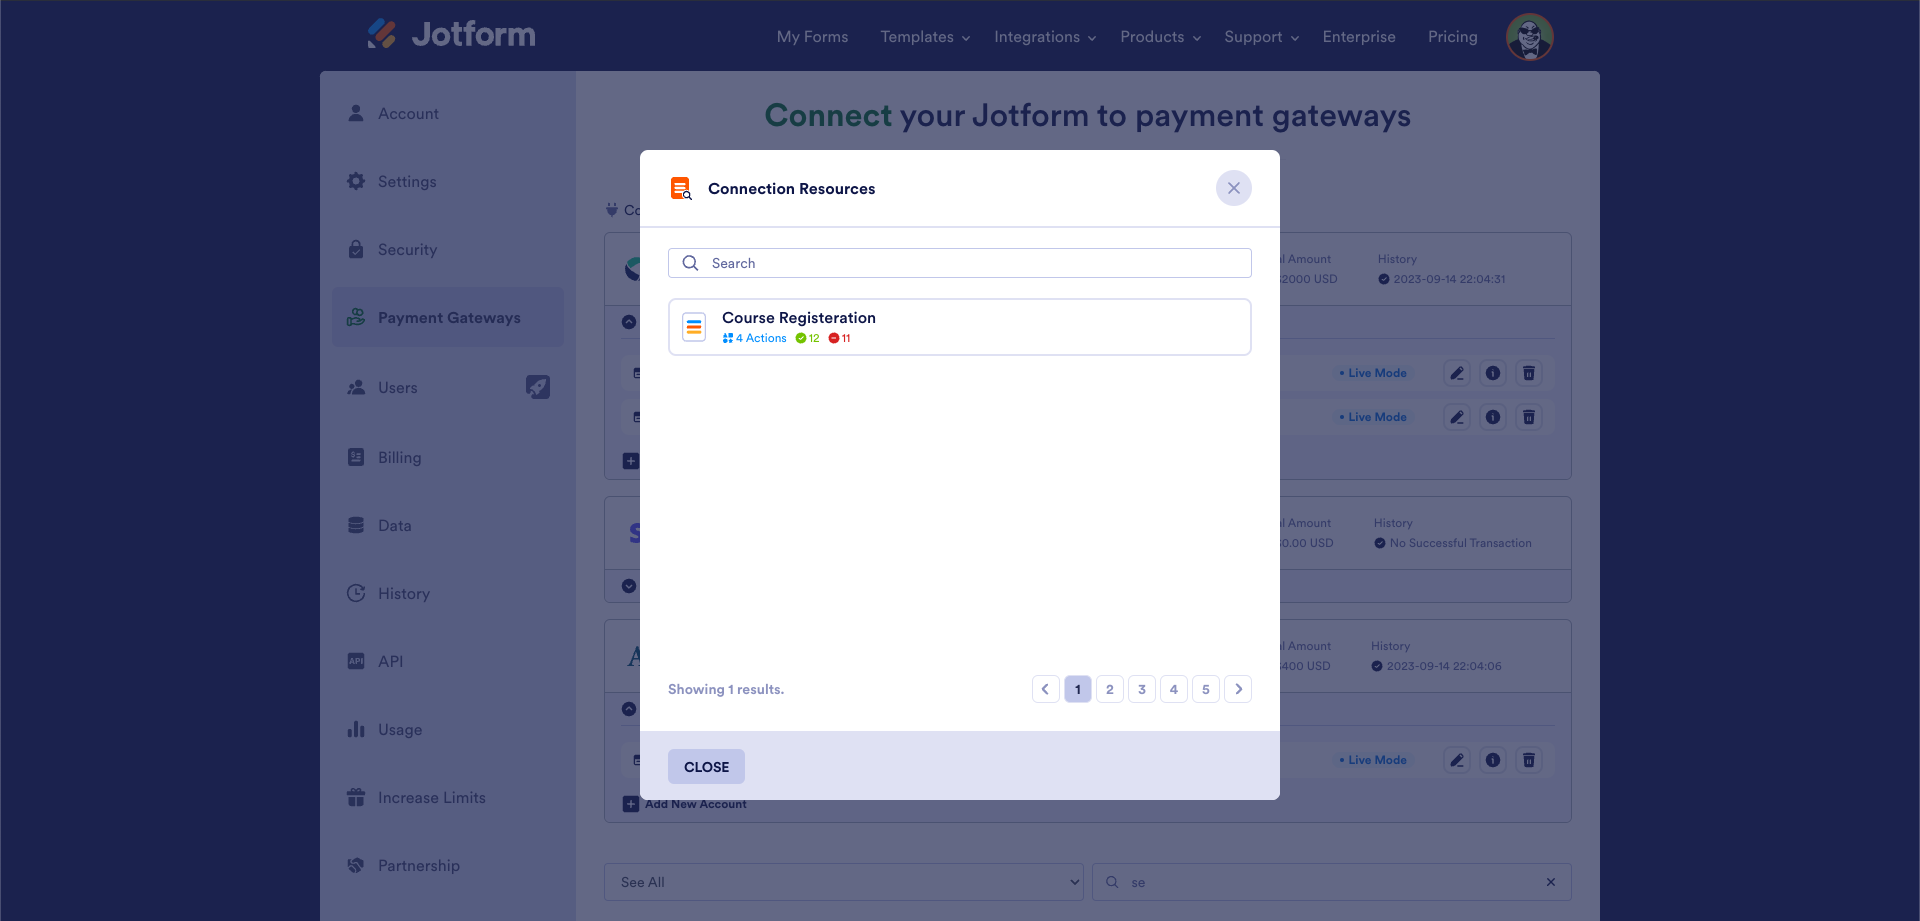 Jotform
My Forms Templates Integrations Products Support Enterprise Pricing
Account
Settings
Security
Payment Gateways
Users
Billing
Data
History
API
API
Usage
Increase Limits
Partnership
Connect your Jotform to payment gateways
Connection Resources
Search
Course Registeration
4 Actions 12 11
Showing 1 results.
1 2 3 4 5
CLOSE
Amount History
2000 USD 2023-09-14 22:04:31
Live Mode
Live Mode
Amount History
0.00 USD No Successful Transaction
Amount History
400 USD 2023-09-14 22:04:06
Live Mode
Add New Account
See All
se